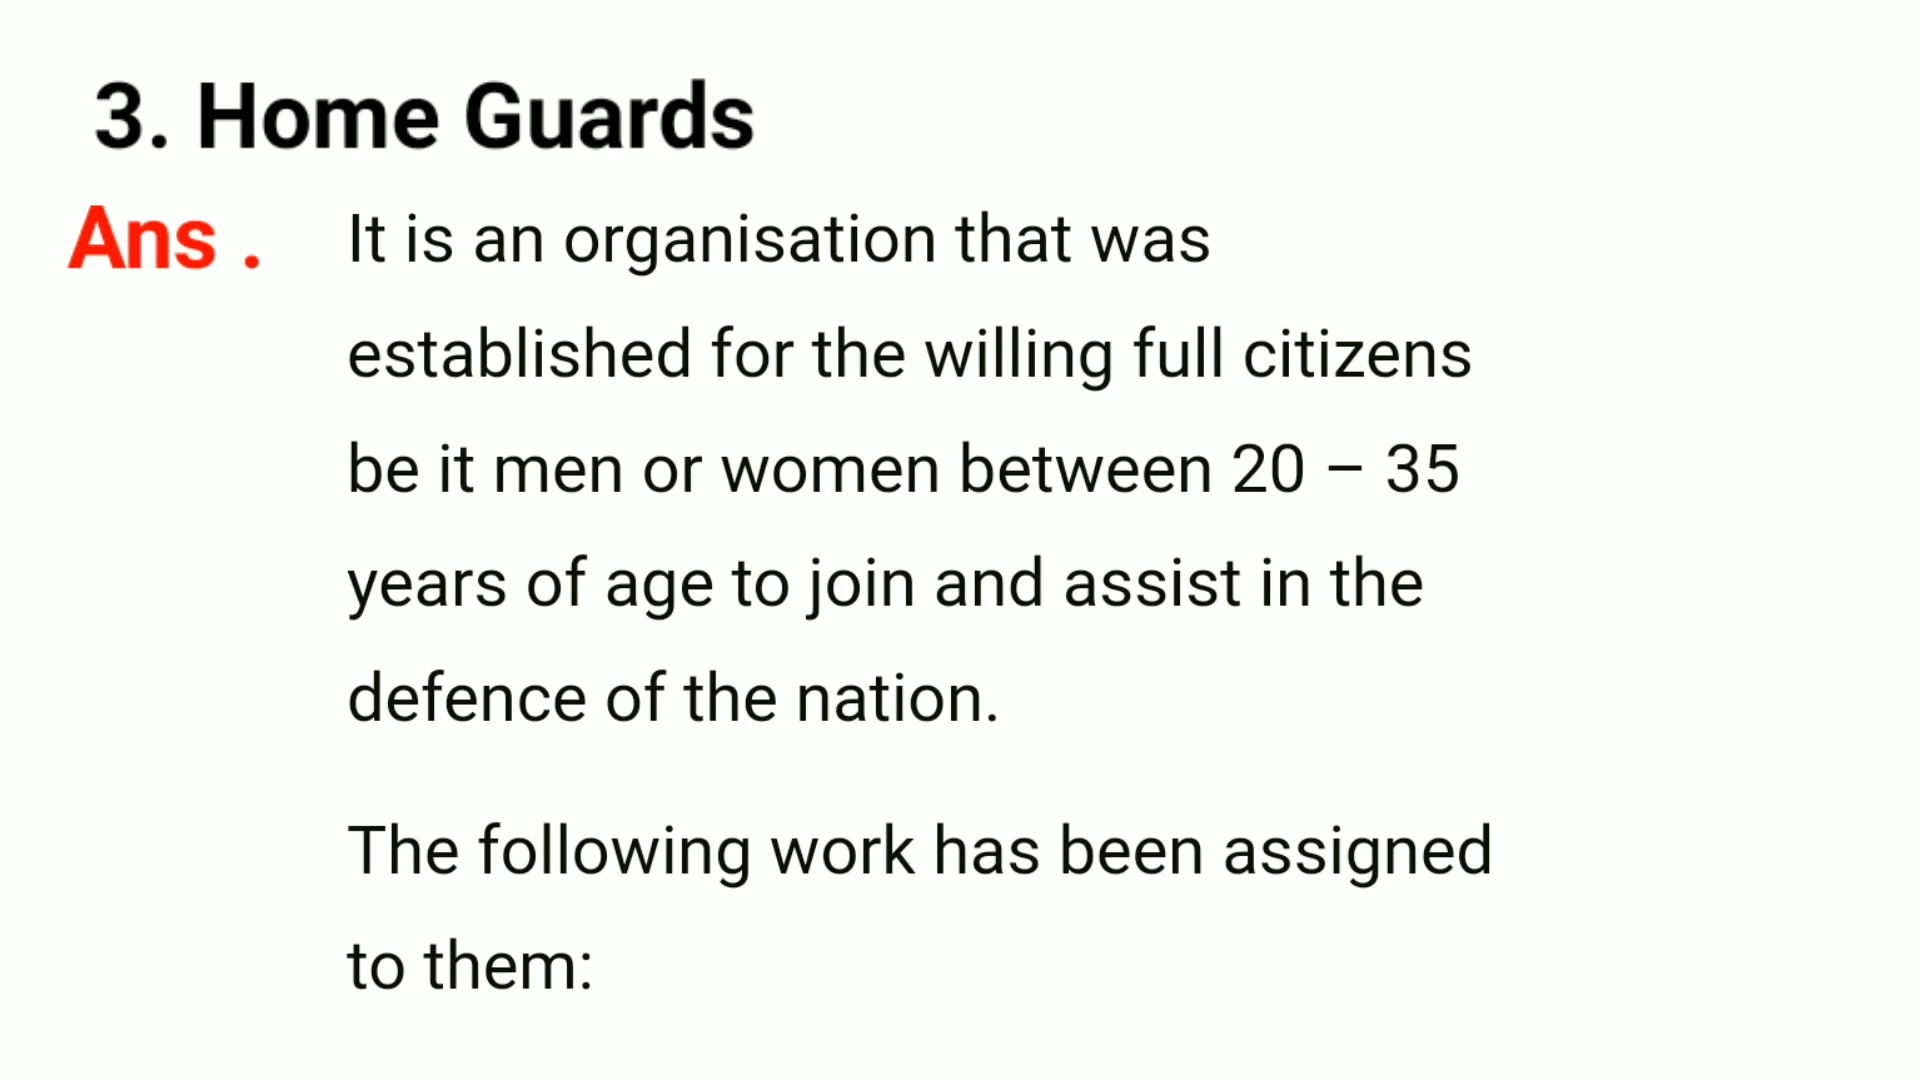 3. Home Guards
Ans . It is an organisation that was
established for the willing full citizens
be it men or women between 20 – 35
years of age to join and assist in the
defence of the nation.
The following work has been assigned
to them: